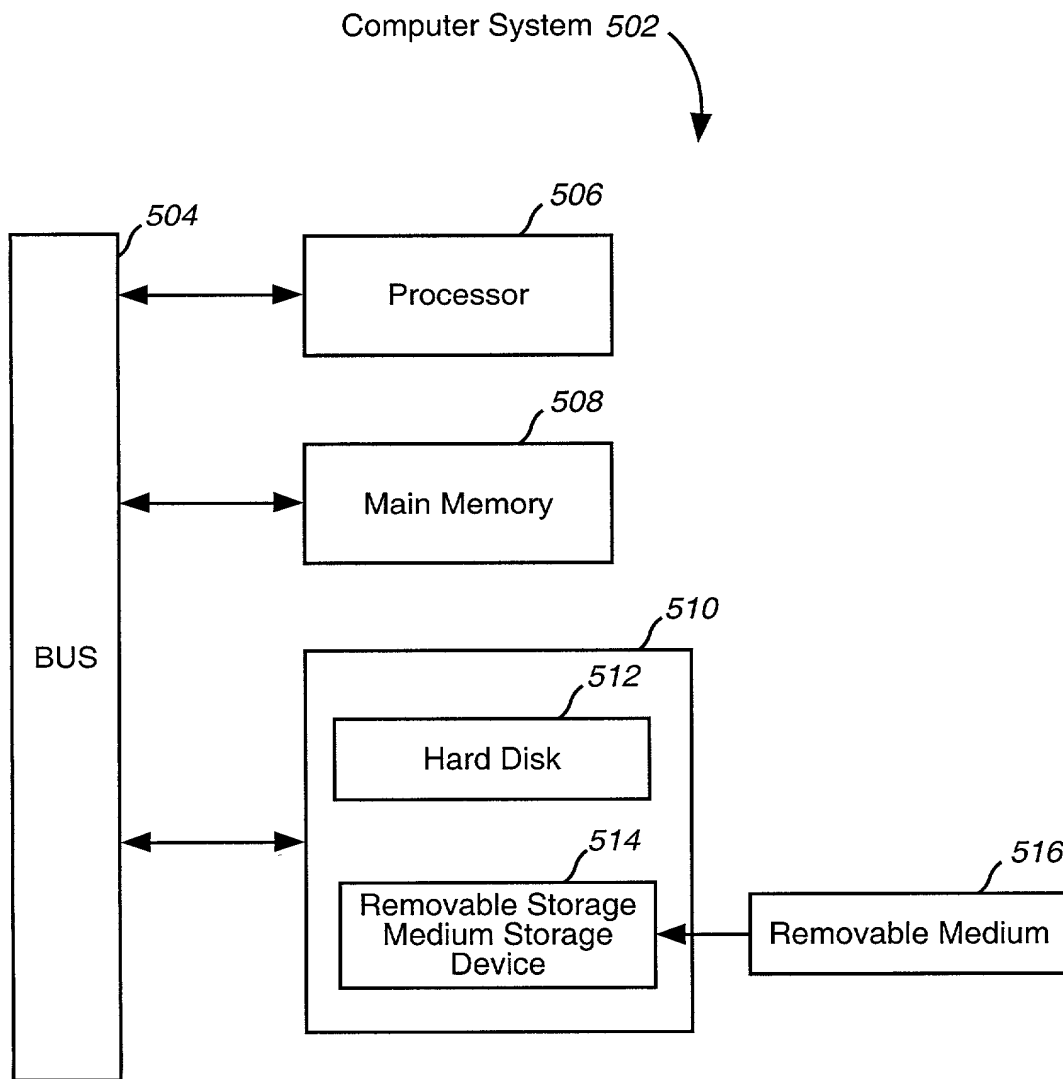 Computer System 502
504
506
Processor
508
Main Memory
510
BUS
512
Hard Disk
514
Removable Storage
Medium Storage
Device
516
Removable Medium